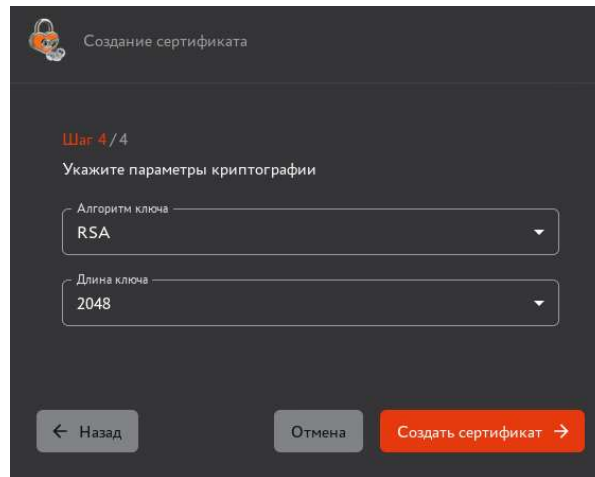 Создание сертификата
Шаг 4/4
Укажите параметры криптографии
Алгоритм ключа
RSA
Длина ключа
2048
← Назад
Отмена
Создать сертификат →